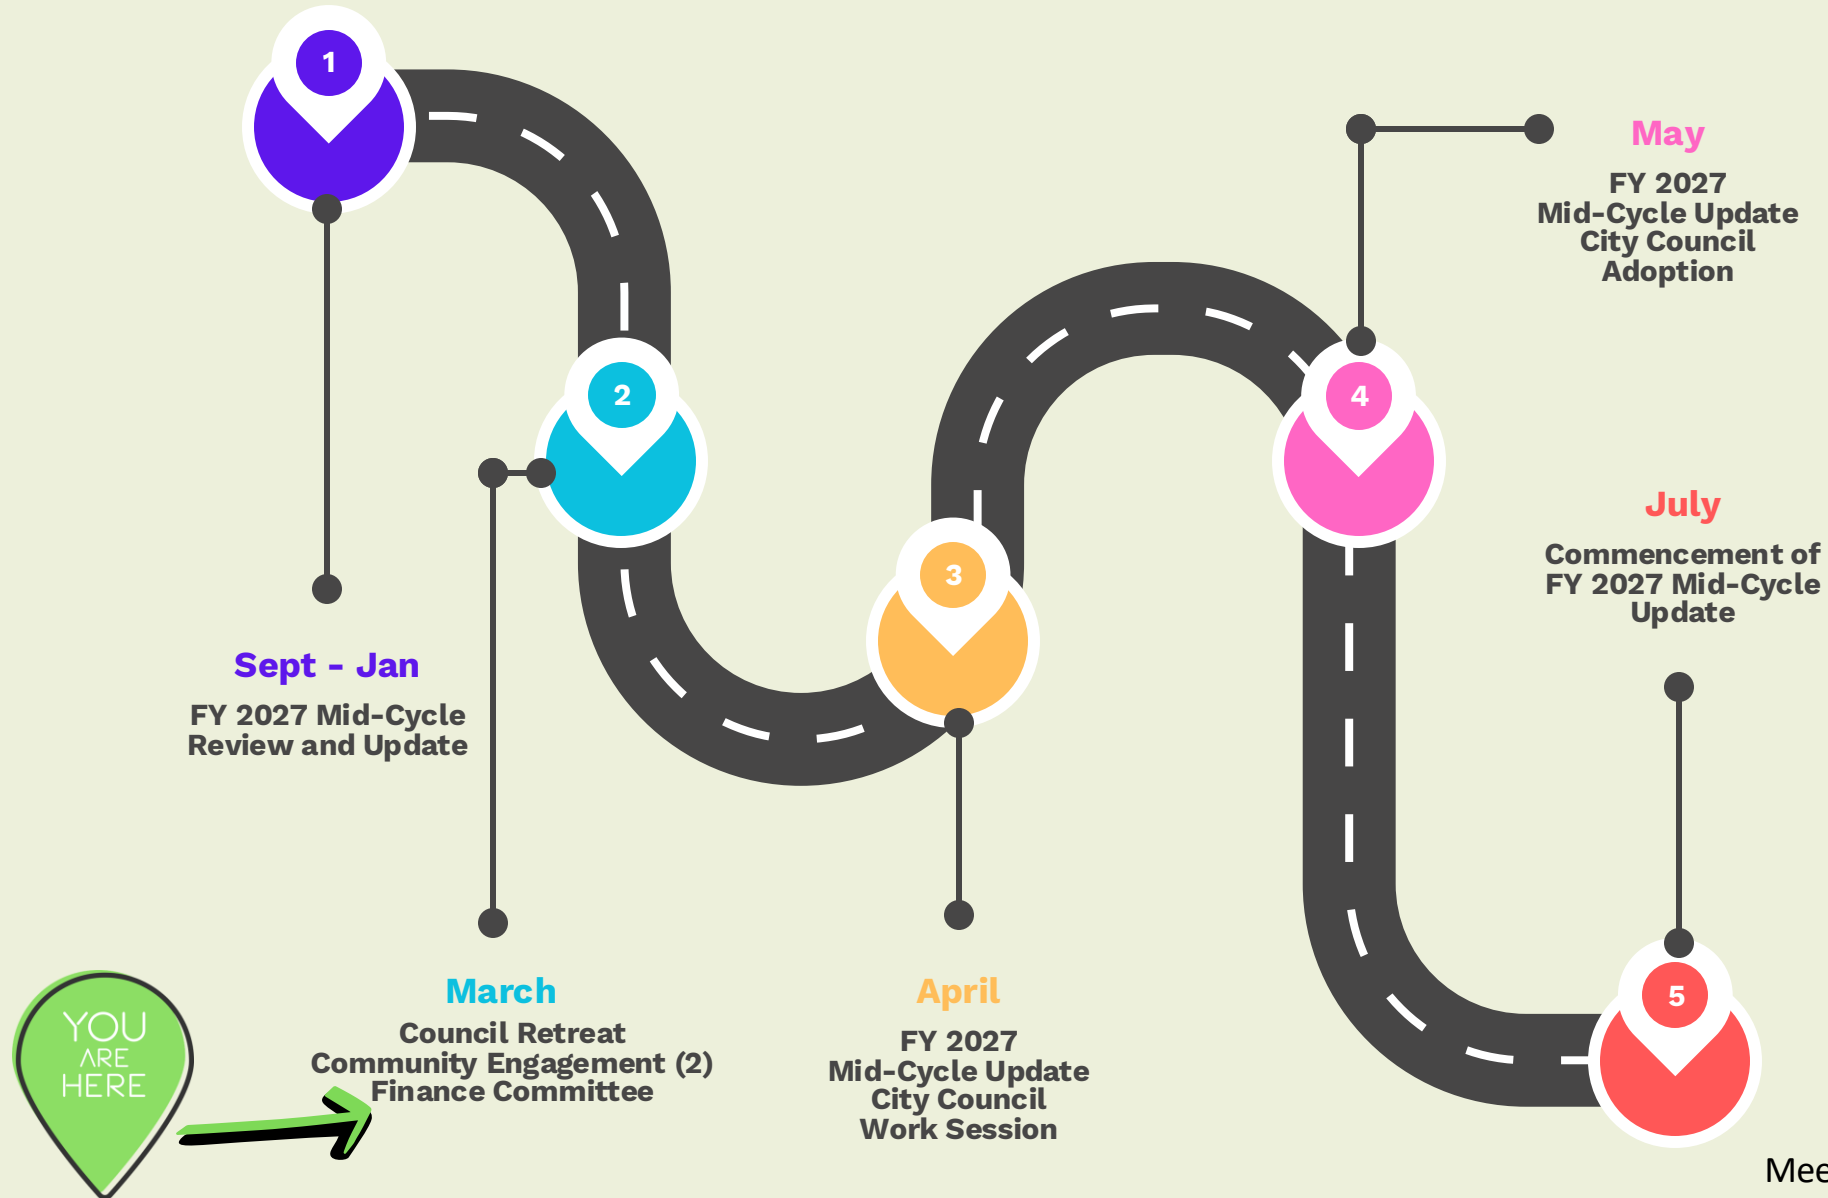 1
2
3
4
5
Sept - Jan
FY 2027 Mid-Cycle
Review and Update
March
Council Retreat
Community Engagement (2)
Finance Committee
April
FY 2027
Mid-Cycle Update
City Council
Work Session
May
FY 2027
Mid-Cycle Update
City Council
Adoption
July
Commencement of
FY 2027 Mid-Cycle
Update
YOU
ARE
HERE